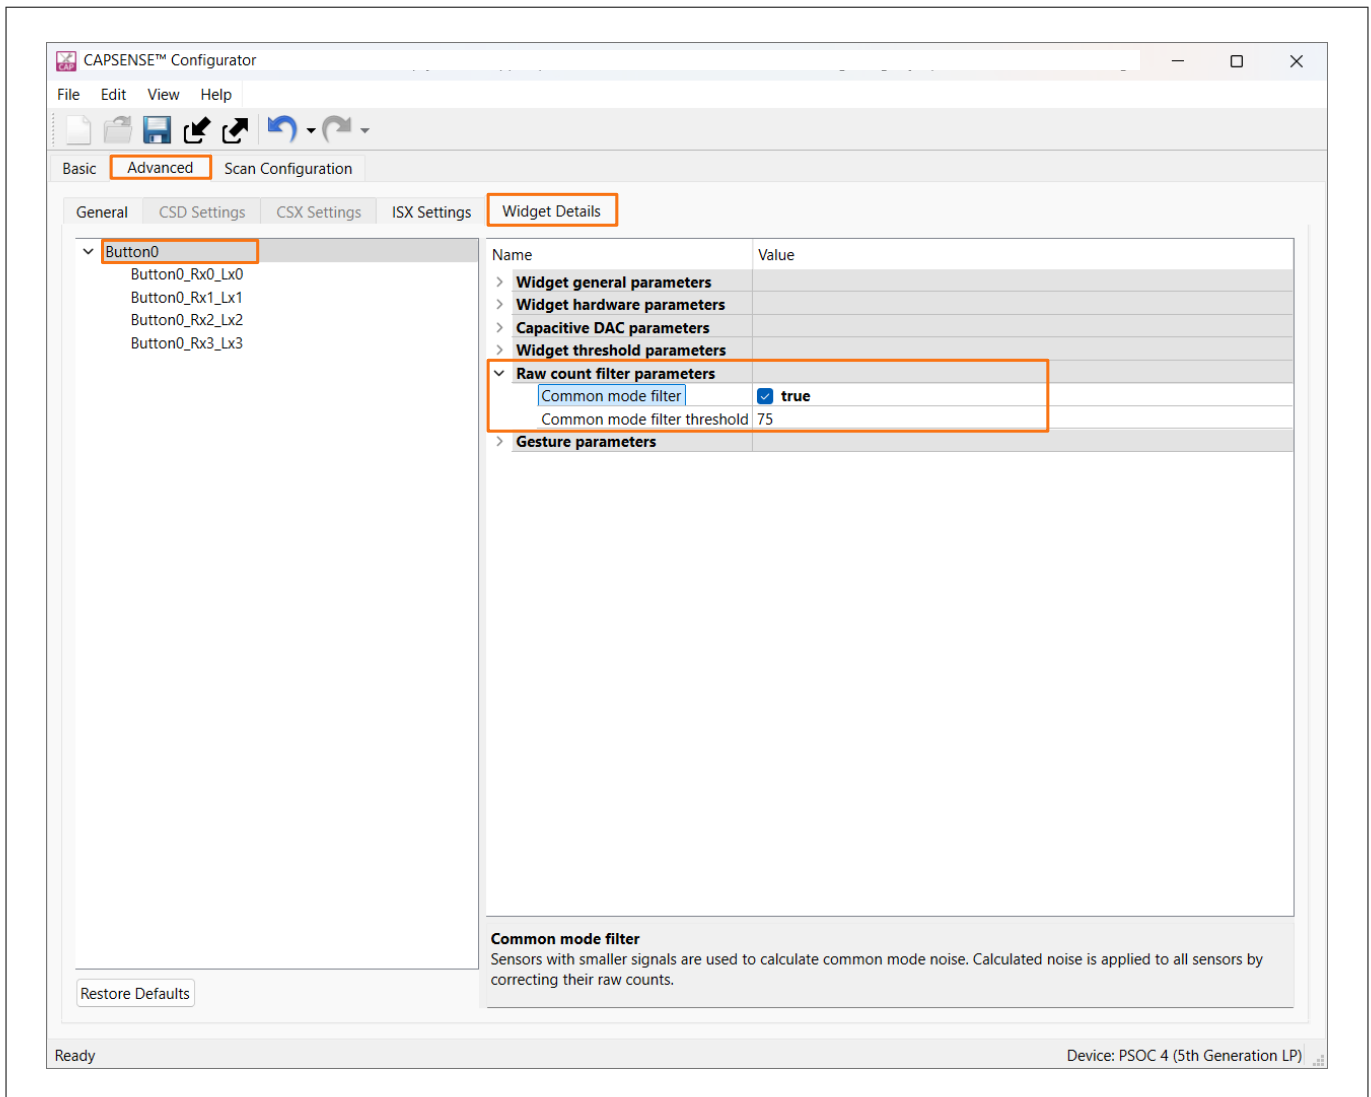 CAPSENSE™ Configurator
File Edit View Help
Basic Advanced Scan Configuration
General CSD Settings CSX Settings ISX Settings Widget Details
Button0
Button0_Rx0_Lx0
Button0_Rx1_Lx1
Button0_Rx2_Lx2
Button0_Rx3_Lx3
Name Value
Widget general parameters
Widget hardware parameters
Capacitive DAC parameters
Widget threshold parameters
Raw count filter parameters
Common mode filter true
Common mode filter threshold 75
Gesture parameters
Common mode filter
Sensors with smaller signals are used to calculate common mode noise. Calculated noise is applied to all sensors by
correcting their raw counts.
Restore Defaults
Ready Device: PSOC 4 (5th Generation LP)